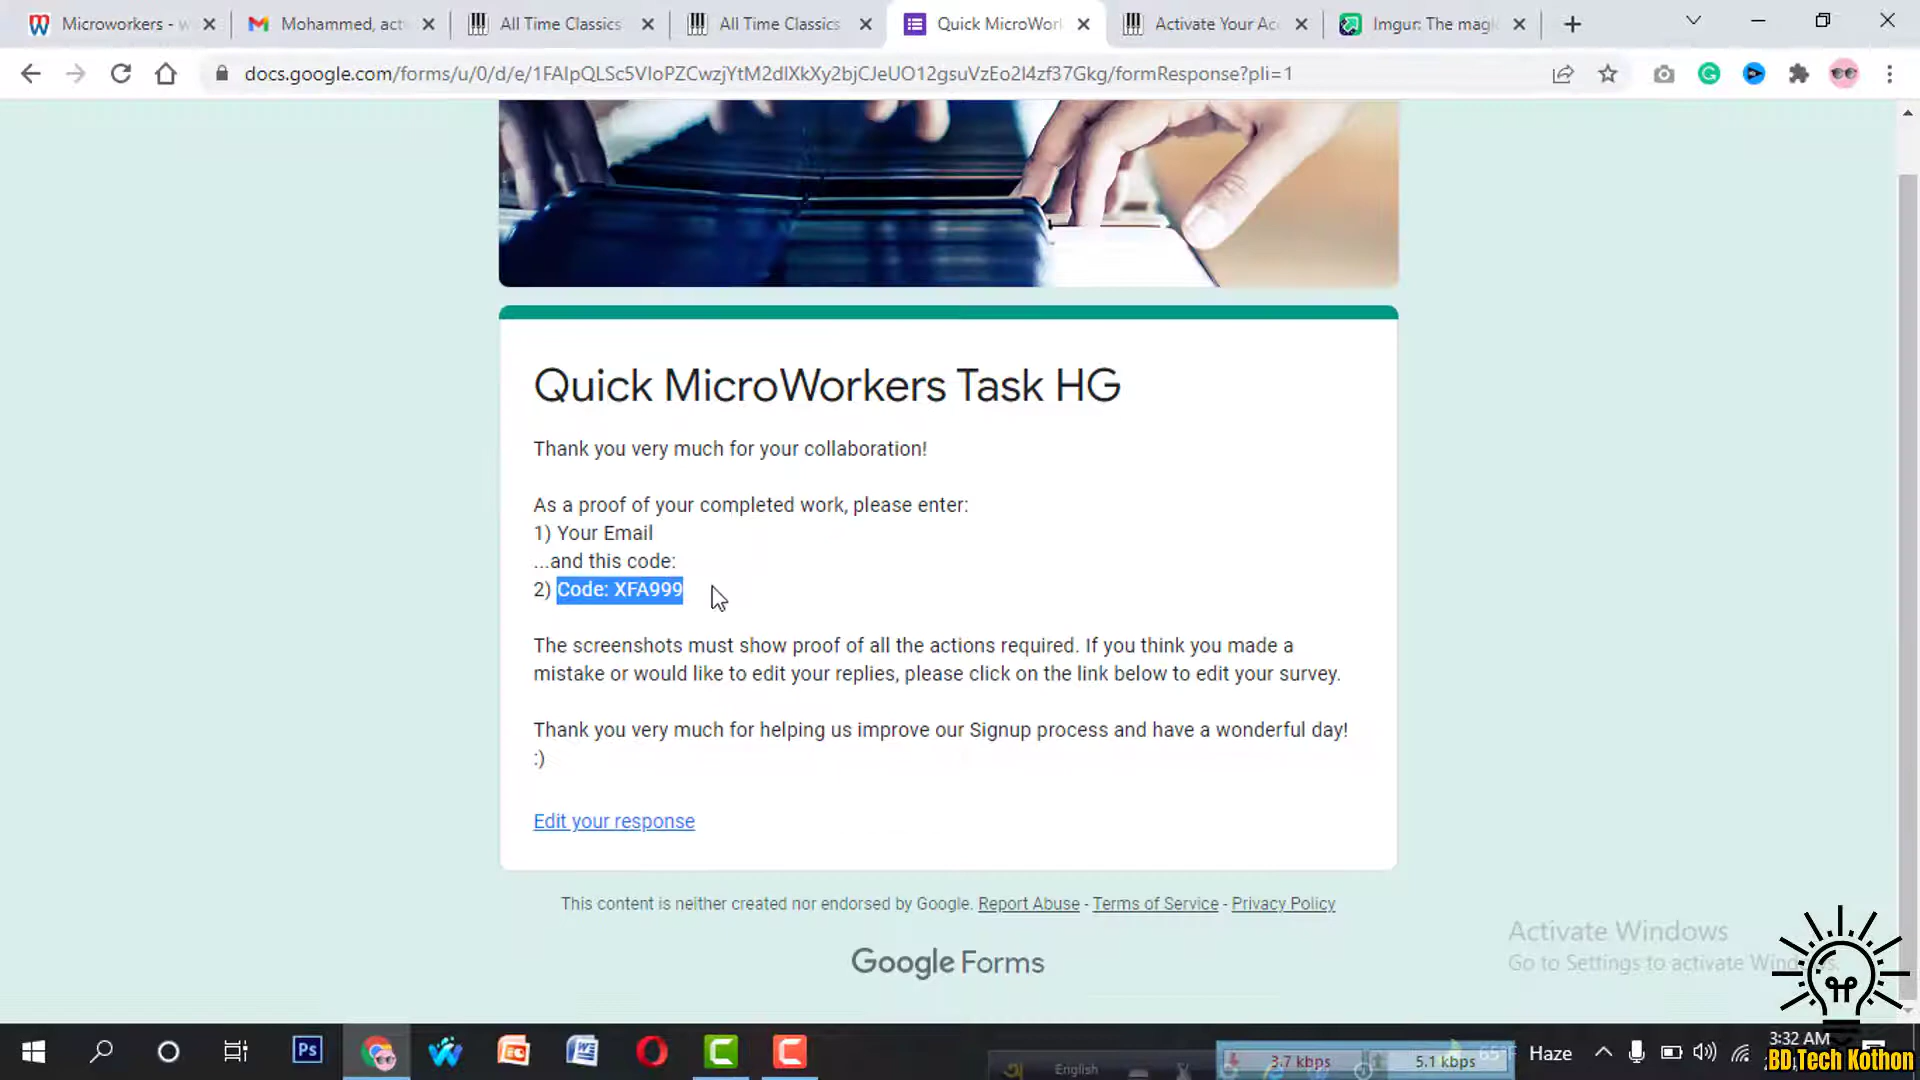 Microworkers - w
Mohammed, act
All Time Classics
All Time Classics
Quick MicroWor
Activate Your Ac
Imgur: The magi
docs.google.com/forms/u/0/d/e/1FAIpQLSc5VIoPZCwzjYtM2dlXkXy2bjCJeUO12gsuVzEo2I4zf37Gkg/formResponse?pli=1
Quick MicroWorkers Task HG
Thank you very much for your collaboration!
As a proof of your completed work, please enter:
1) Your Email
...and this code:
2) Code: XFA999
The screenshots must show proof of all the actions required. If you think you made a
mistake or would like to edit your replies, please click on the link below to edit your survey.
Thank you very much for helping us improve our Signup process and have a wonderful day!
:)
Edit your response
This content is neither created nor endorsed by Google. Report Abuse - Terms of Service - Privacy Policy
Google Forms
Activate Windows
Go to Settings to activate
Ps
English
3.7 kbps
5.1 kbps
65°F Haze
3:32 AM
BD.Tech Kothon